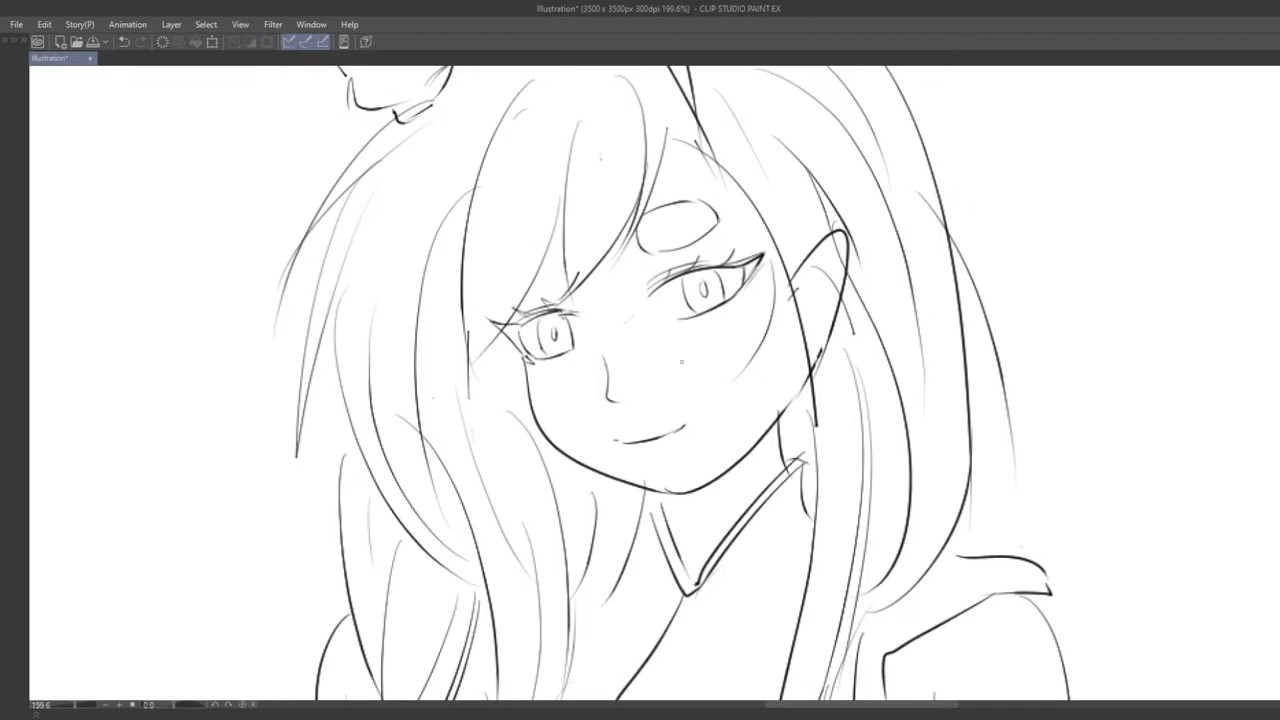 Illustration* (3500 x 3500px 300dpi 199.6%) - CLIP STUDIO PAINT EX
File Edit Story(P) Animation Layer Select View Filter Window Help
Illustration*
199.6 0.0